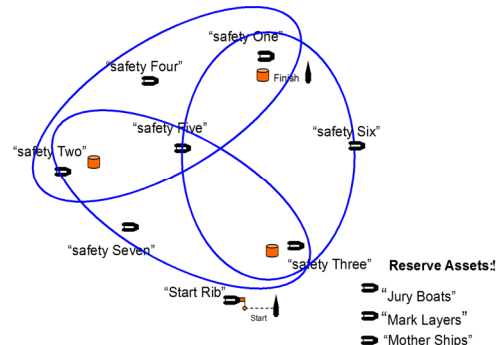 “safety One”
“safety Four”
Finish
“safety Five”
“safety Six”
“safety Two”
“safety Seven”
“safety Three”
Reserve Assets:!
“Start Rib”
“Jury Boats”
Start
“Mark Layers”
“Mother Ships”